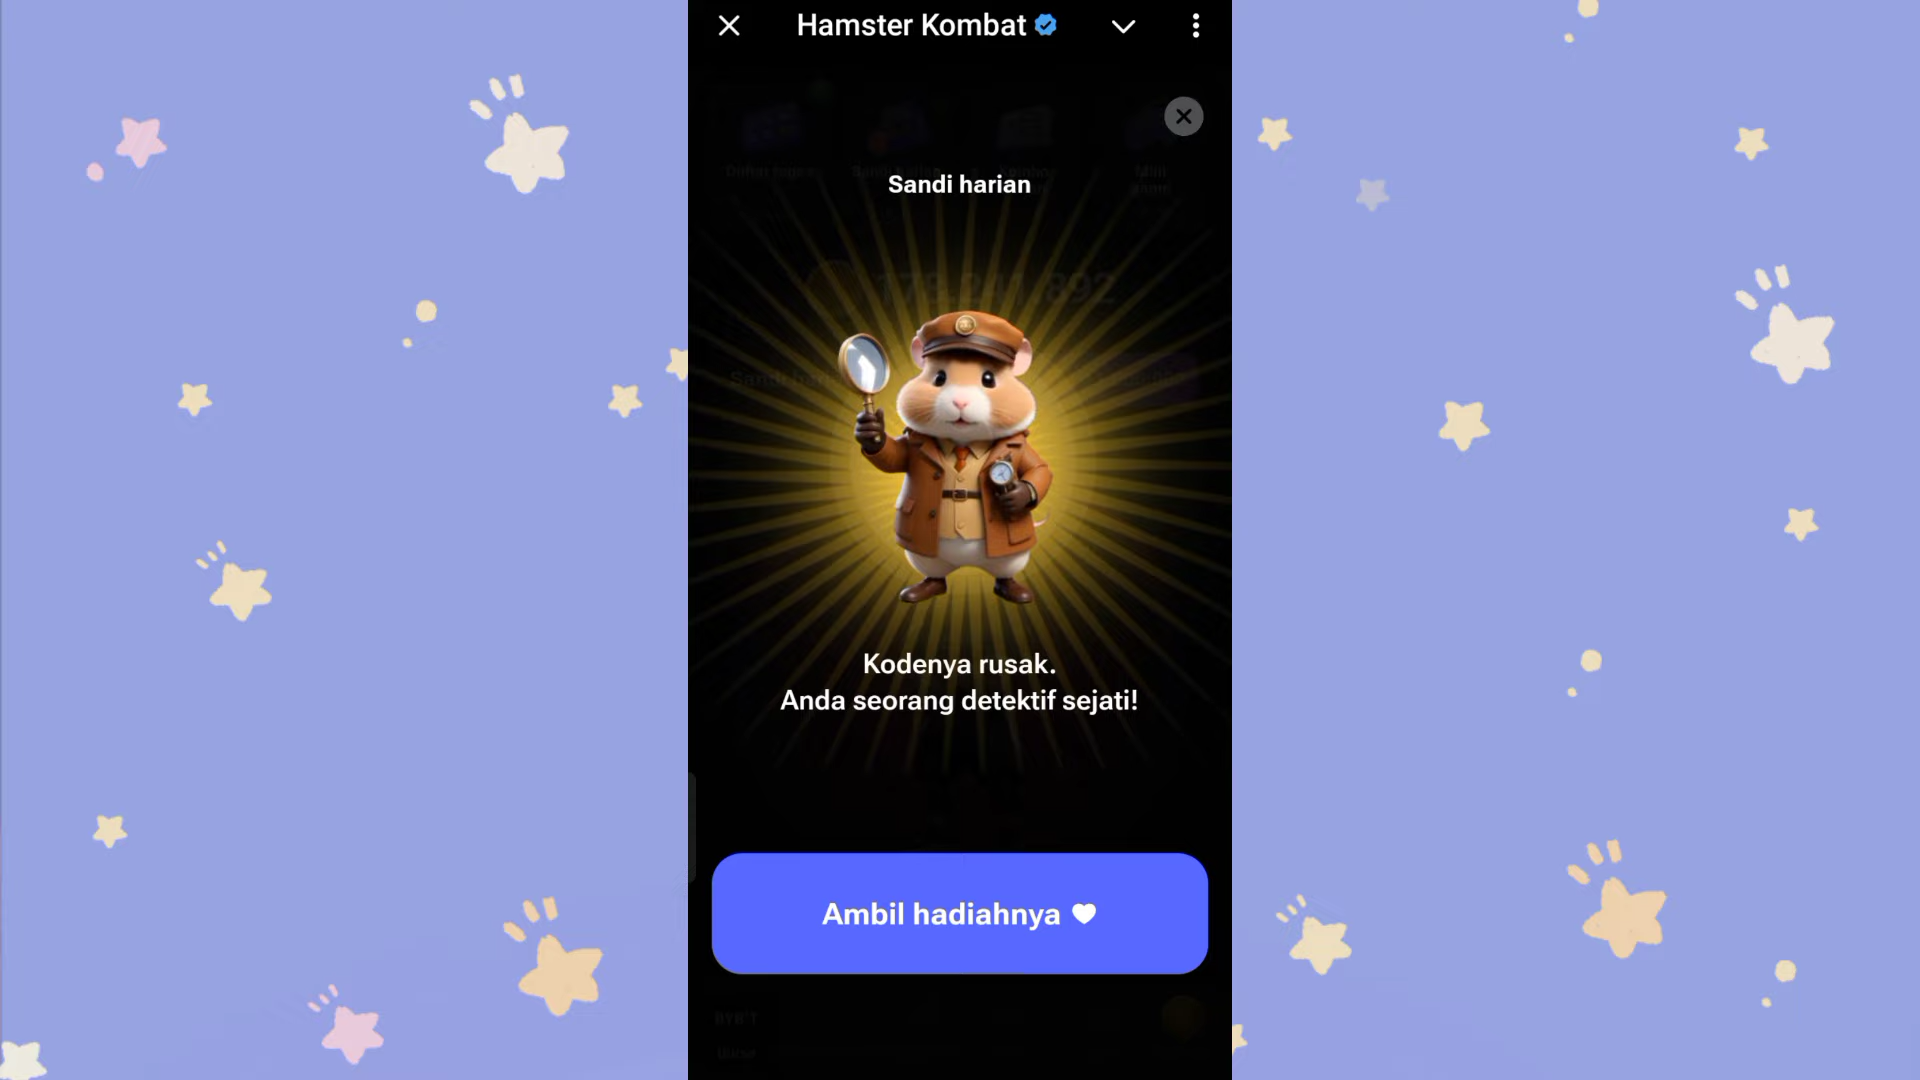 Hamster Kombat
Sandi harian
Kodenya rusak.
Anda seorang detektif sejati!
Ambil hadiahnya